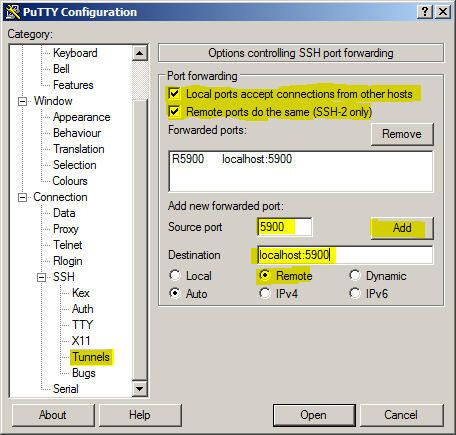 PuTTY Configuration
Category:
Keyboard
Bell
Features
Window
Appearance
Behaviour
Translation
Selection
Colours
Connection
Data
Proxy
Telnet
Rlogin
SSH
Kex
Auth
TTY
X11
Tunnels
Bugs
Serial
Options controlling SSH port forwarding
Port forwarding
Local ports accept connections from other hosts
Remote ports do the same (SSH-2 only)
Forwarded ports:
Remove
R5900 localhost:5900
Add new forwarded port:
Source port 5900 Add
Destination localhost:5900
Local Remote Dynamic
Auto IPv4 IPv6
About Help Open Cancel